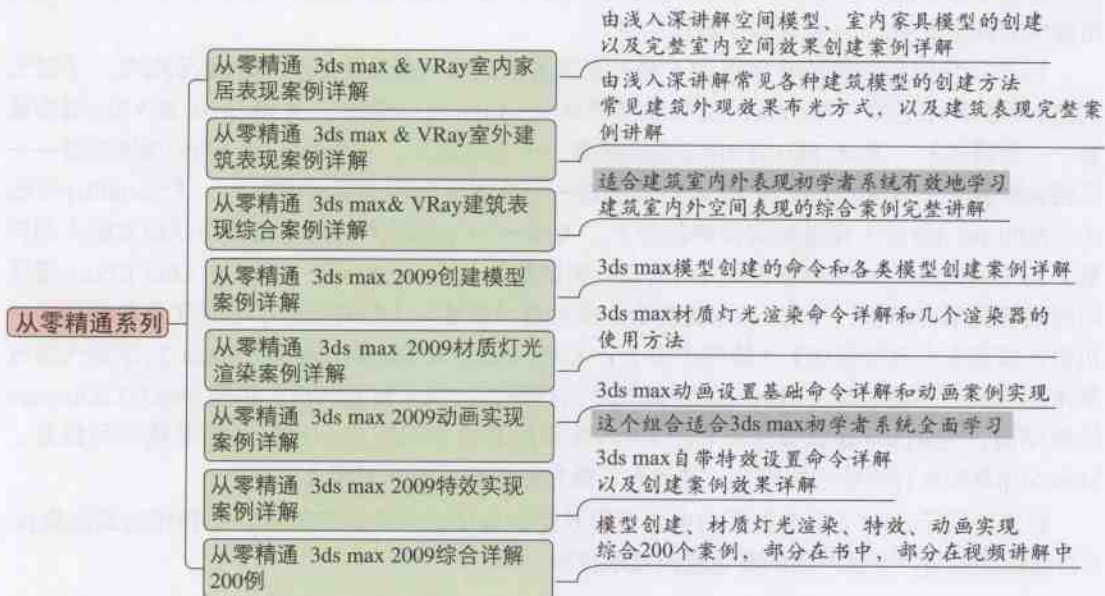 从零精通系列
从零精通 3ds max & VRay室内家
居表现案例详解
由浅入深讲解空间模型、室内家具模型的创建
以及完整室内空间效果创建案例详解
从零精通 3ds max & VRay室外建
筑表现案例详解
由浅入深讲解常见各种建筑模型的创建方法
常见建筑外观效果布光方式，以及建筑表现完整案
例讲解
从零精通 3ds max& VRay建筑表
现综合案例详解
适合建筑室内外表现初学者系统有效地学习
建筑室内外空间表现的综合案例完整讲解
从零精通 3ds max 2009创建模型
案例详解
3ds max模型创建的命令和各类模型创建案例详解
从零精通 3ds max 2009材质灯光
渲染案例详解
3ds max材质灯光渲染命令详解和几个渲染器的
使用方法
从零精通 3ds max 2009动画实现
案例详解
3ds max动画设置基础命令详解和动画案例实现
这个组合适合3ds max初学者系统全面学习
从零精通 3ds max 2009特效实现
案例详解
3ds max自带特效设置命令详解
以及创建案例效果详解
从零精通 3ds max 2009综合详解
200例
模型创建、材质灯光渲染、特效、动画实现
综合200个案例，部分在书中，部分在视频讲解中